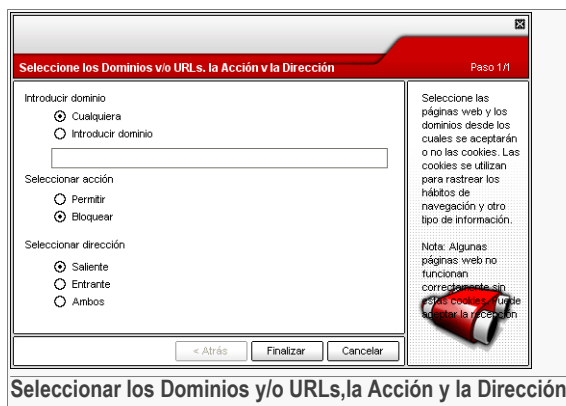 Seleccione los Dominios y/o URLs. la Acción y la Dirección
Paso 1/1
Introducir dominio
Cualquiera
Introducir dominio
Seleccionar acción
Permitir
Bloquear
Seleccionar dirección
Saliente
Entrante
Ambos
Seleccione las
páginas web y los
dominios desde los
cuales se aceptarán
o no las cookies. Las
cookies se utilizan
para rastrear los
hábitos de
navegación y otro
tipo de información.
Nota: Algunas
páginas web no
funcionan
correctamente sin
estas cookies. Puede
aceptar la recepción
< Atrás
Finalizar
Cancelar
Seleccionar los Dominios y/o URLs,la Acción y la Dirección